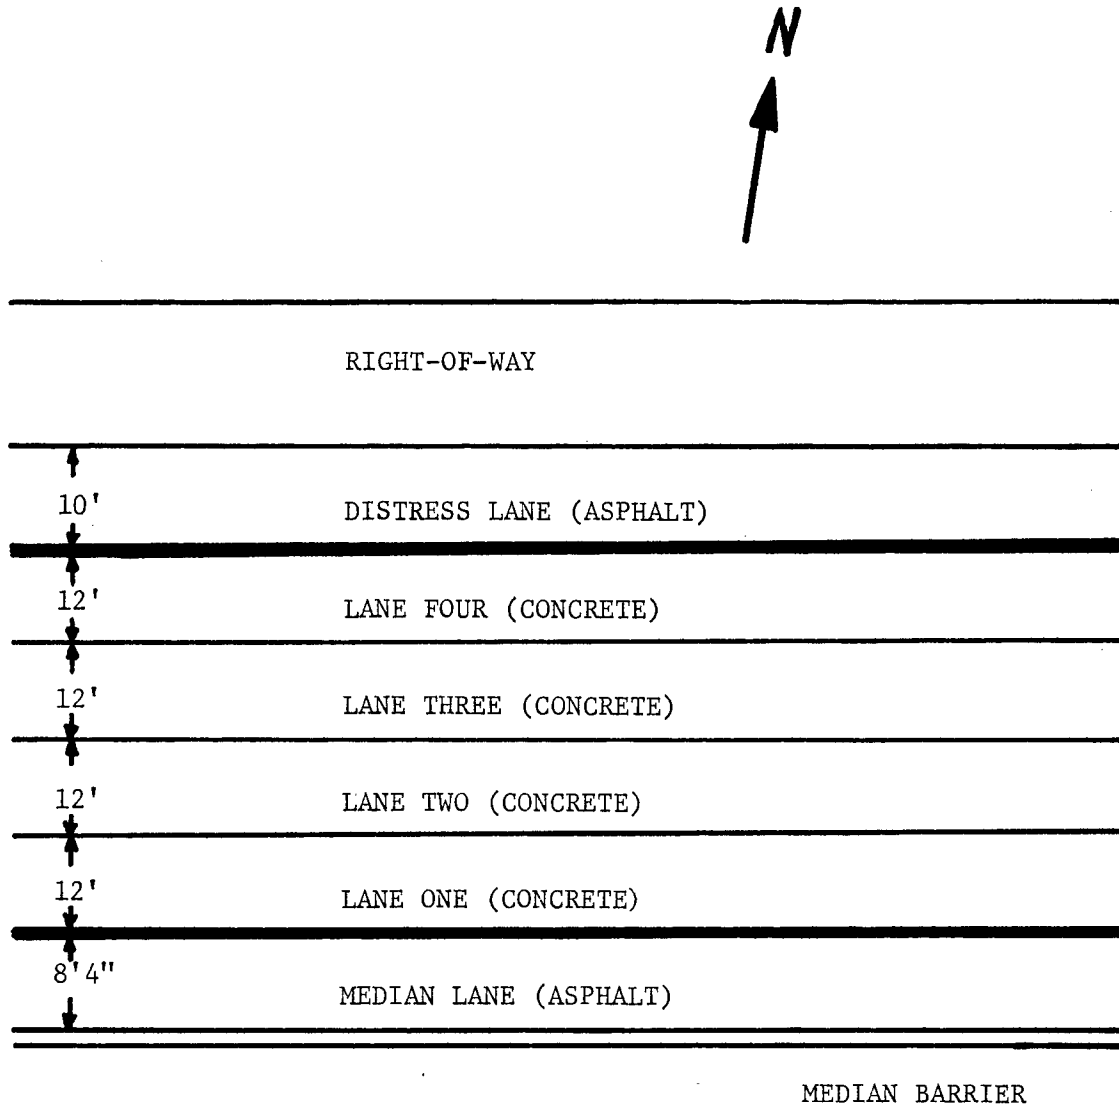 N
RIGHT-OF-WAY
10'
DISTRESS LANE (ASPHALT)
12'
LANE FOUR (CONCRETE)
12'
LANE THREE (CONCRETE)
12'
LANE TWO (CONCRETE)
12'
LANE ONE (CONCRETE)
8'4"
MEDIAN LANE (ASPHALT)
MEDIAN BARRIER